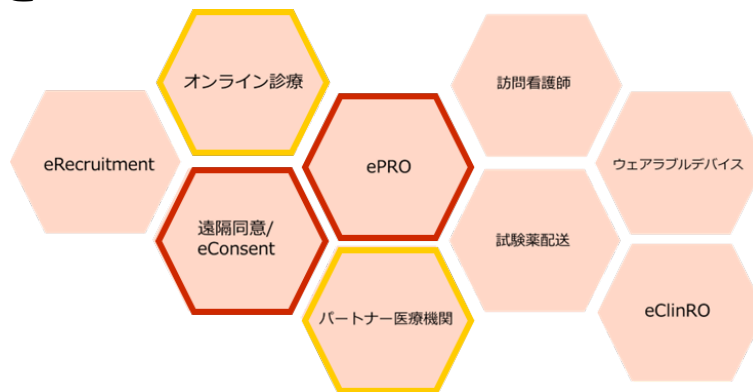 オンライン診療
訪問看護師
eRecruitment
ePRO
ウェアラブルデバイス
遠隔同意/
eConsent
試験薬配送
パートナー医療機関
eClinRO